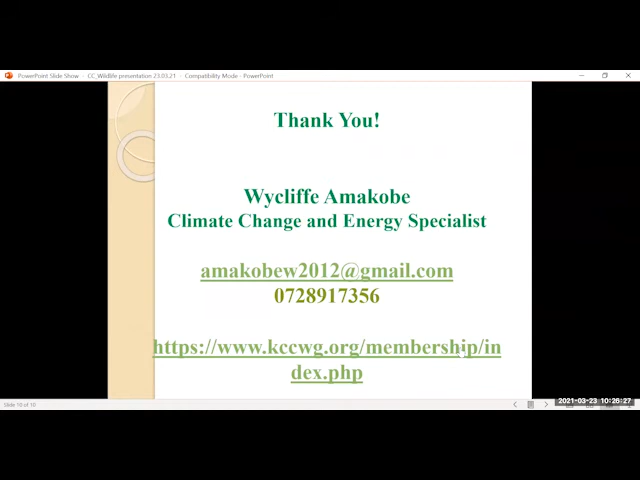 PowerPoint Slide Show - CC_Wildlife presentation 23.03.21 - Compatibility Mode - PowerPoint
Thank You!
Wycliffe Amakobe
Climate Change and Energy Specialist
amakobew2012@gmail.com
0728917356
https://www.kccwg.org/membership/in
dex.php
Slide 10 of 10
2021-03-23 10:26:27